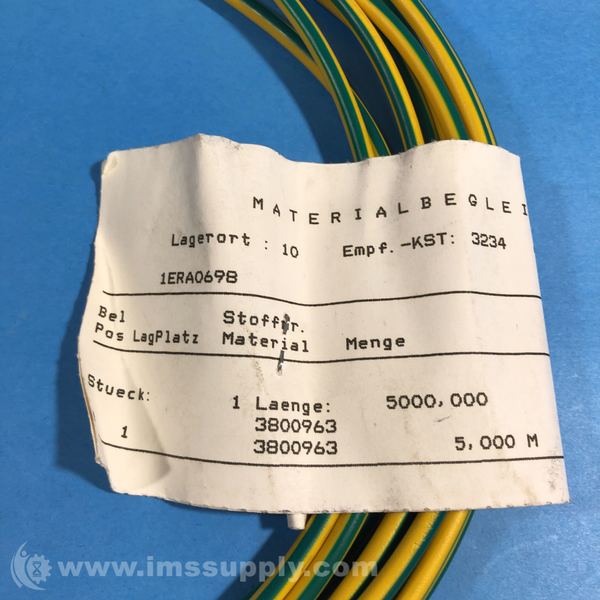 MATERIALBEGLEI
Lagerort : 10 Empf.-KST: 3234
1ERA0698
Bel Stoffnr.
Pos LagPlatz Material Menge
Stueck: 1 Laenge: 5000,000
3800963
1 3800963 5,000 M
www.imssupply.com